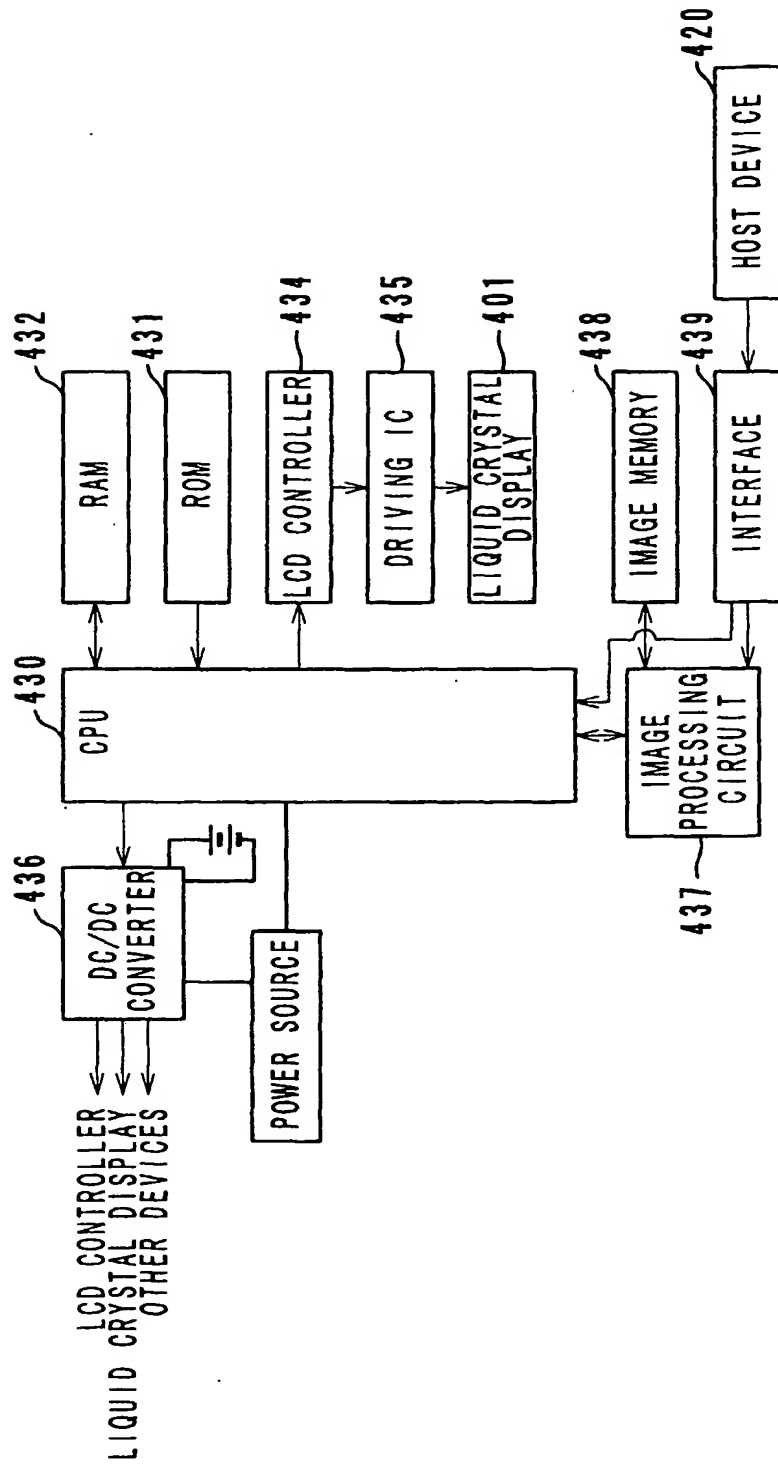 436
DC/DC
CONVERTER
LCD CONTROLLER
LIQUID CRYSTAL DISPLAY
OTHER DEVICES
POWER SOURCE
430
CPU
432
RAM
431
ROM
434
LCD CONTROLLER
435
DRIVING IC
401
LIQUID CRYSTAL
DISPLAY
438
IMAGE MEMORY
437
IMAGE
PROCESSING
CIRCUIT
439
INTERFACE
420
HOST DEVICE